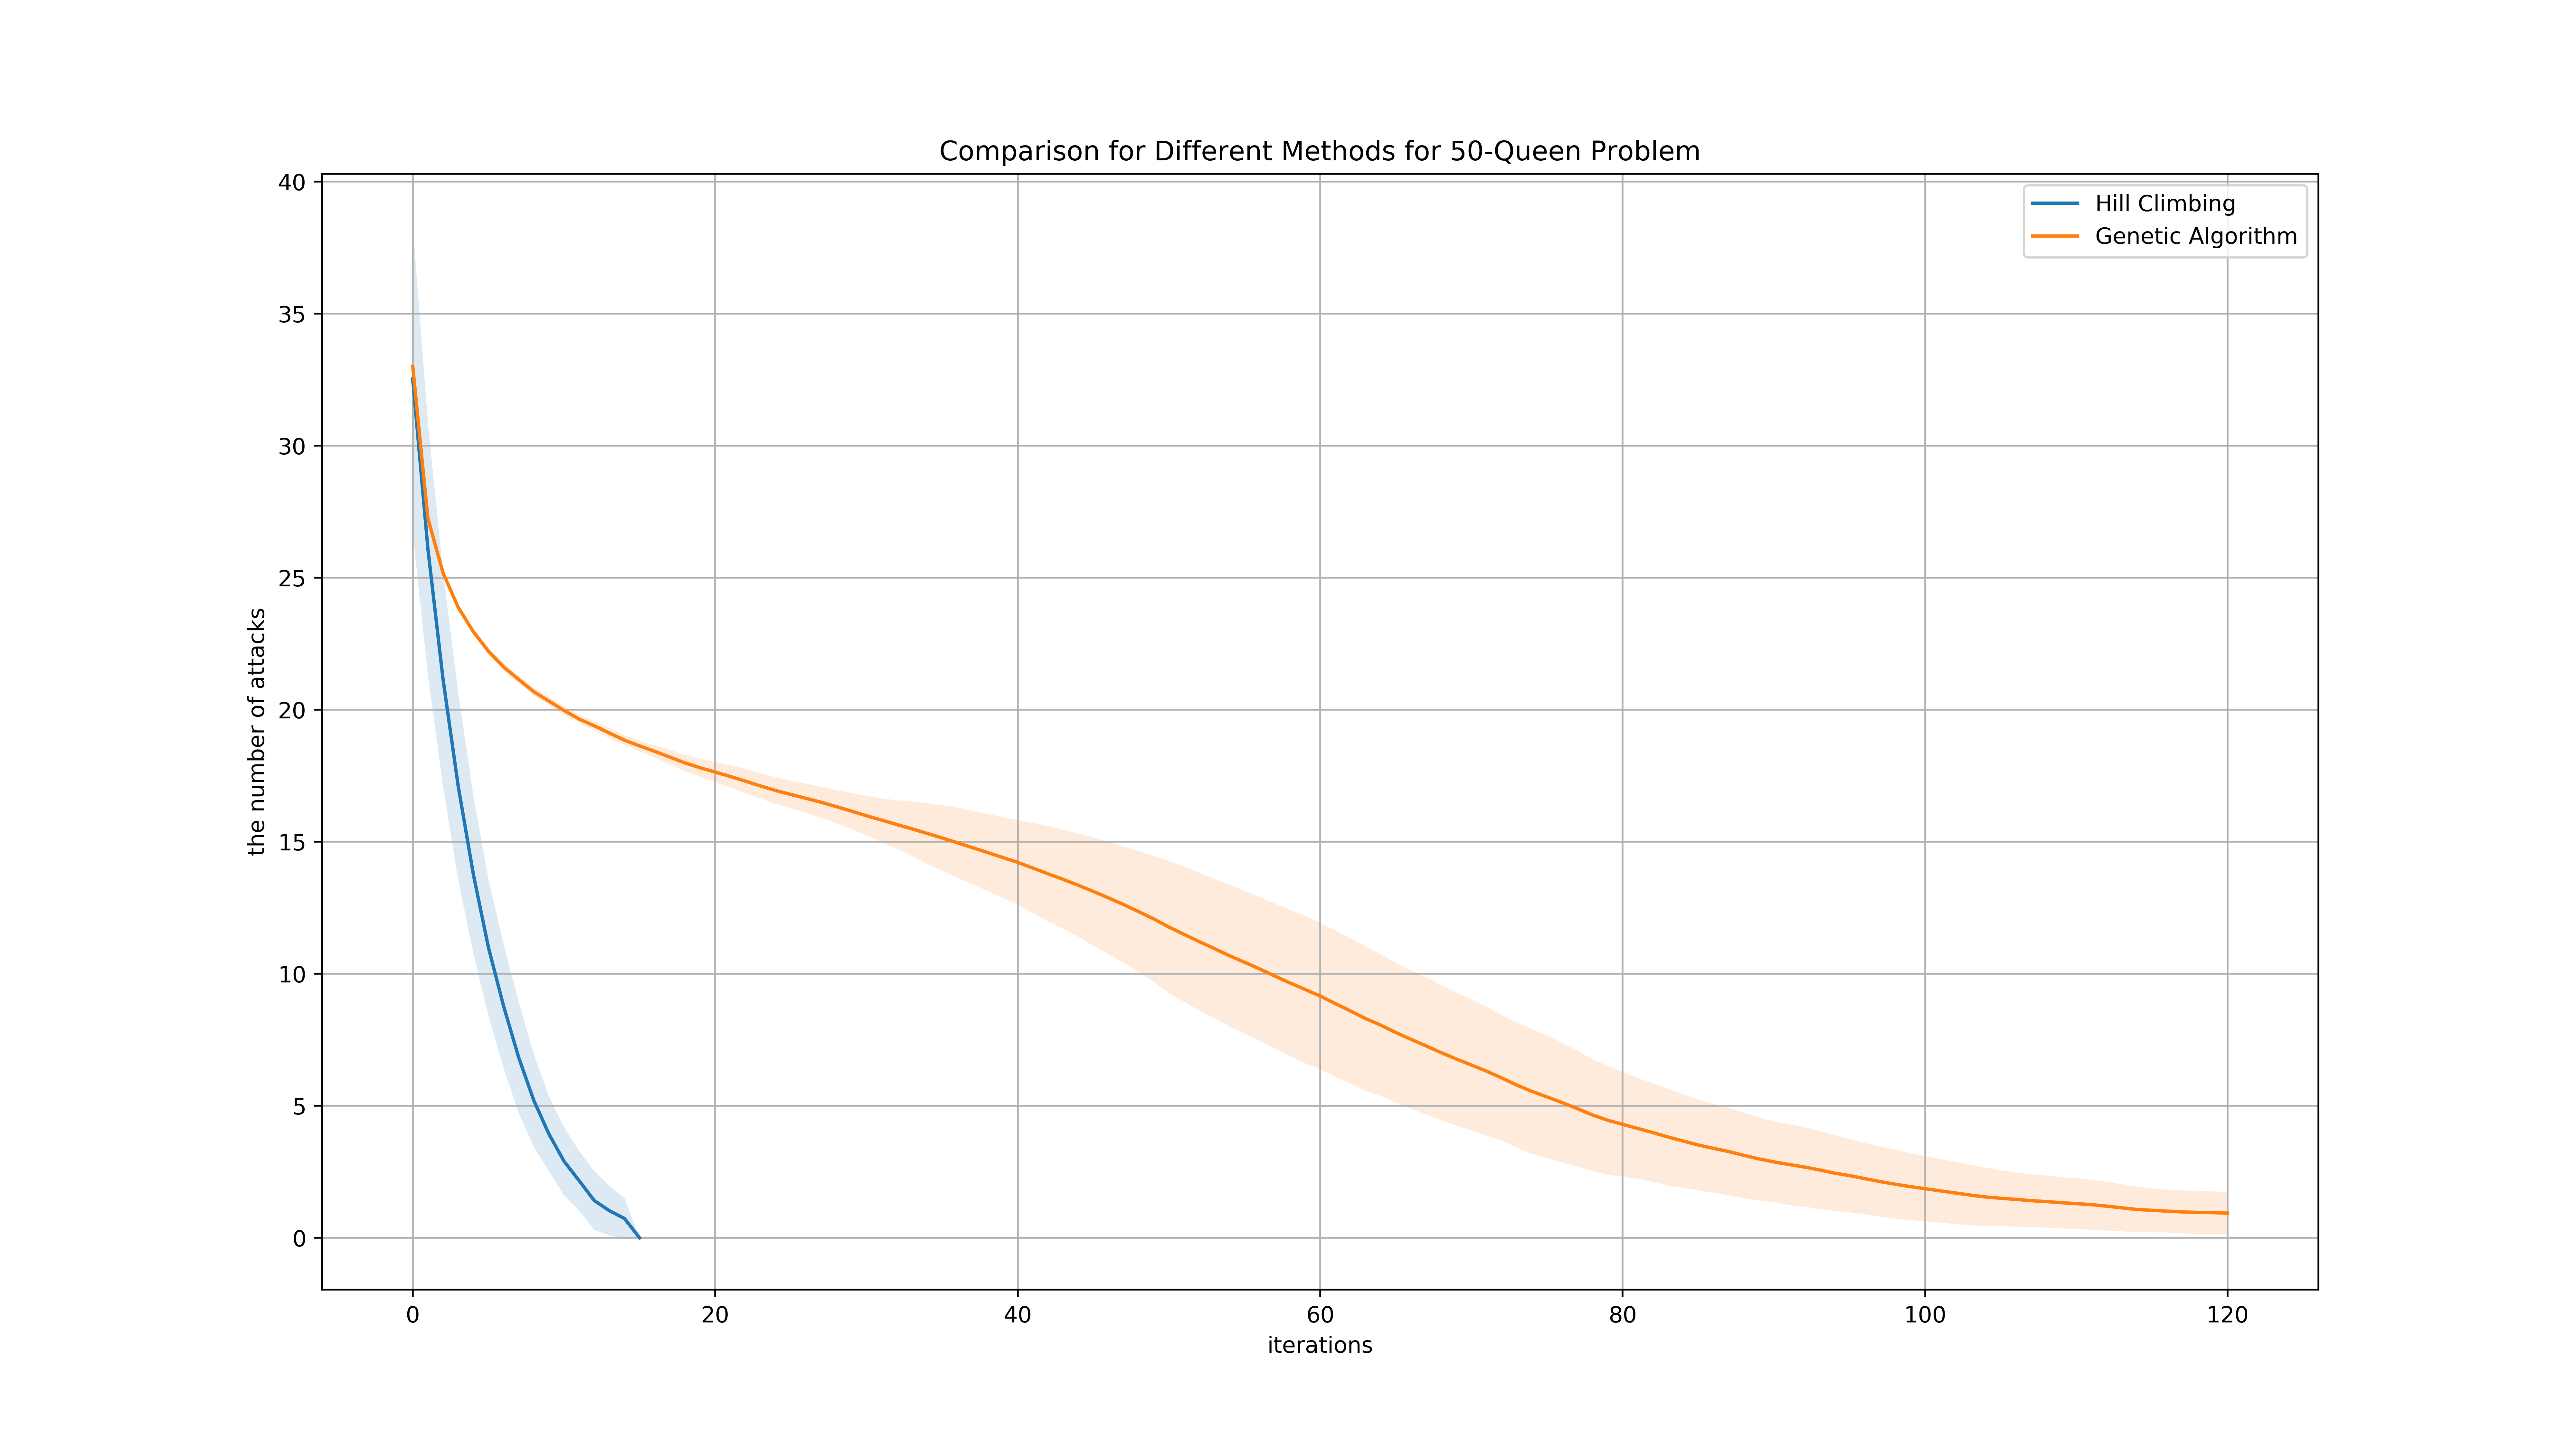 Comparison for Different Methods for 50-Queen Problem
Hill Climbing
Genetic Algorithm
the number of attacks
40
35
30
25
20
15
10
5
0
0 20 40 60 80 100 120
iterations